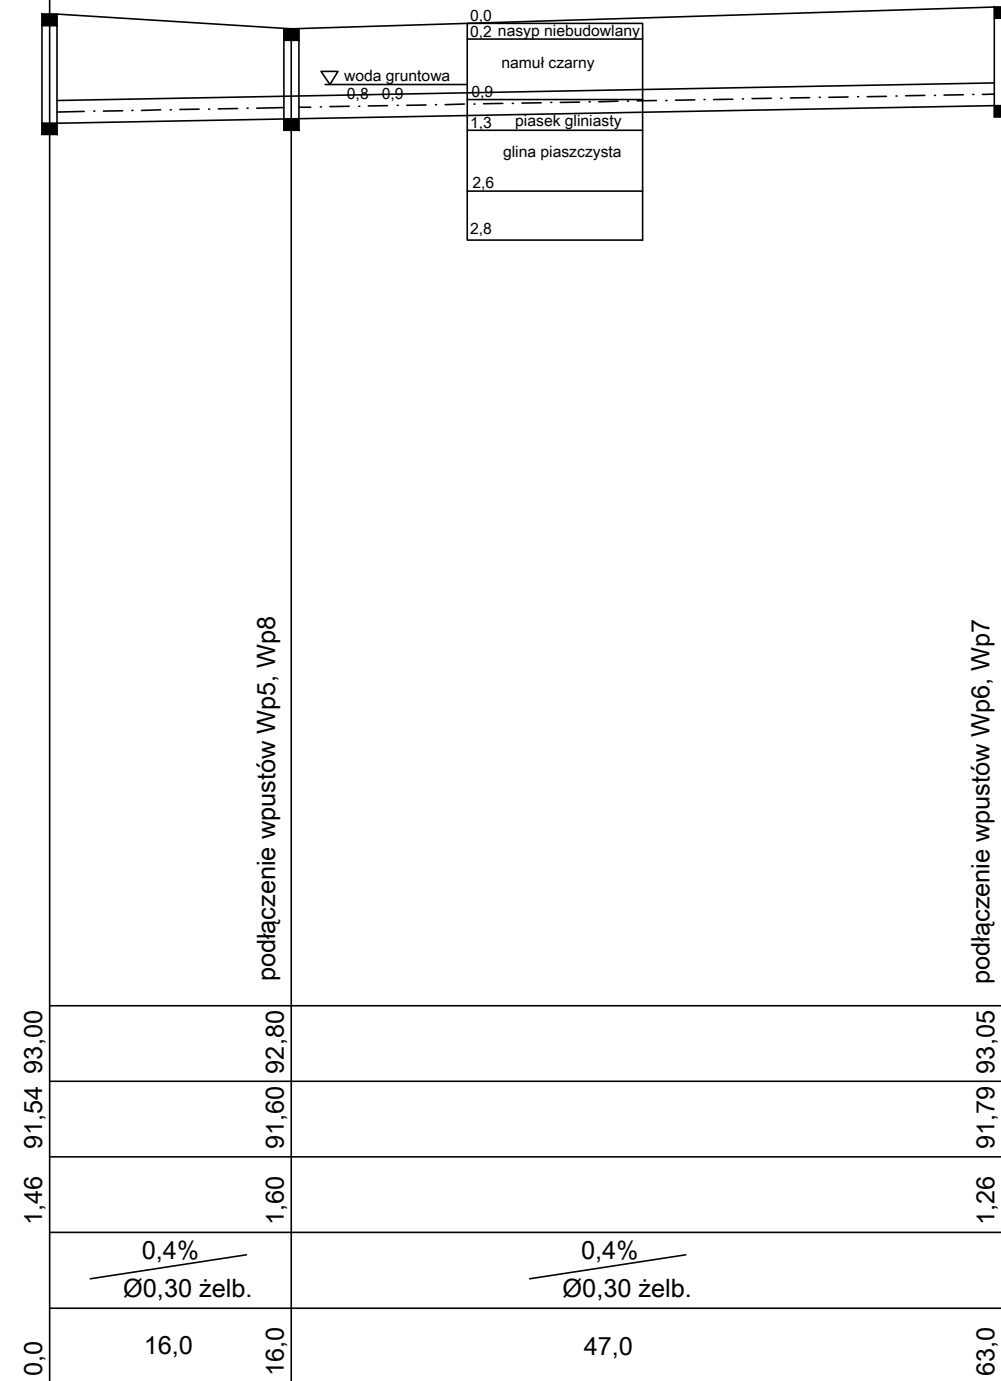 0,0
0,2 nasyp niebudowlany
namuł czarny
woda gruntowa
0,8 0,9
0,9
1,3 piasek gliniasty
glina piaszczysta
2,6
2,8
podłączenie wpustów Wp5, Wp8
podłączenie wpustów Wp6, Wp7
93,00 92,80 93,05
91,54 91,60 91,79
1,46 1,60 1,26
0,4% 0,4%
Ø0,30 żelb. Ø0,30 żelb.
0,0 16,0 16,0 47,0 63,0